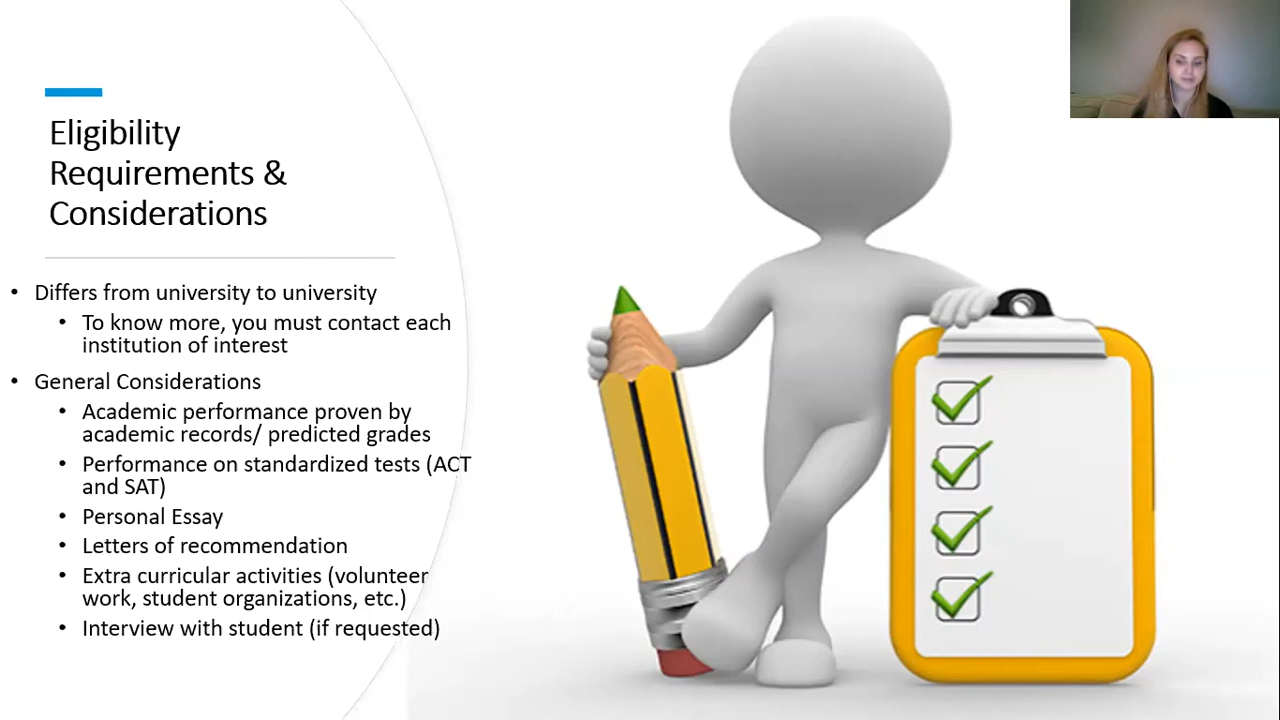 Eligibility
Requirements &
Considerations
• Differs from university to university
• To know more, you must contact each
institution of interest
• General Considerations
• Academic performance proven by
academic records/ predicted grades
• Performance on standardized tests (ACT
and SAT)
• Personal Essay
• Letters of recommendation
• Extra curricular activities (volunteer
work, student organizations, etc.)
• Interview with student (if requested)